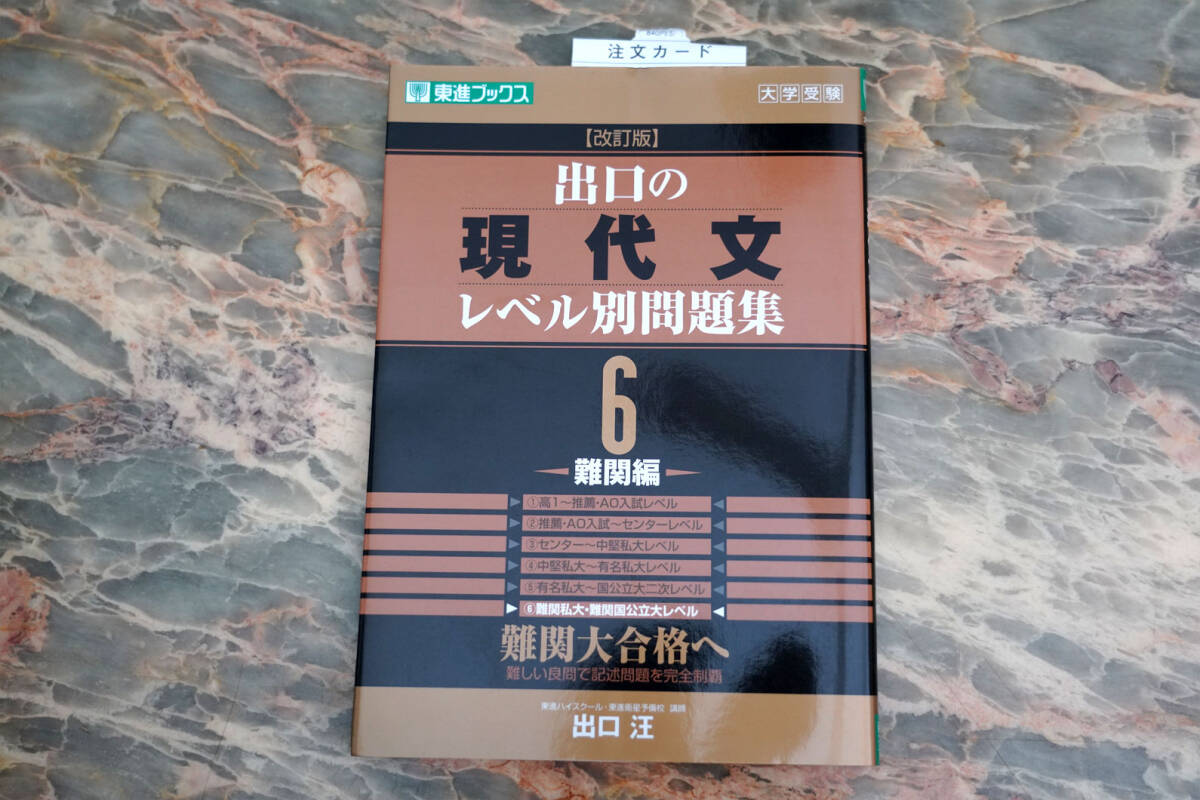 注文カード
東進ブックス
大学受験
【改訂版】
出口の
現代文
レベル別問題集
6
難関編
①高1～推薦・AO入試レベル
②推薦・AO入試～センターレベル
③センター～中堅私大レベル
④中堅私大～有名私大レベル
⑤有名私大～国公立大二次レベル
⑥難関私大・難関国公立大レベル
難関大合格へ
難しい良問で記述問題を完全制覇
東進ハイスクール・東進衛星予備校 講師
出口 汪